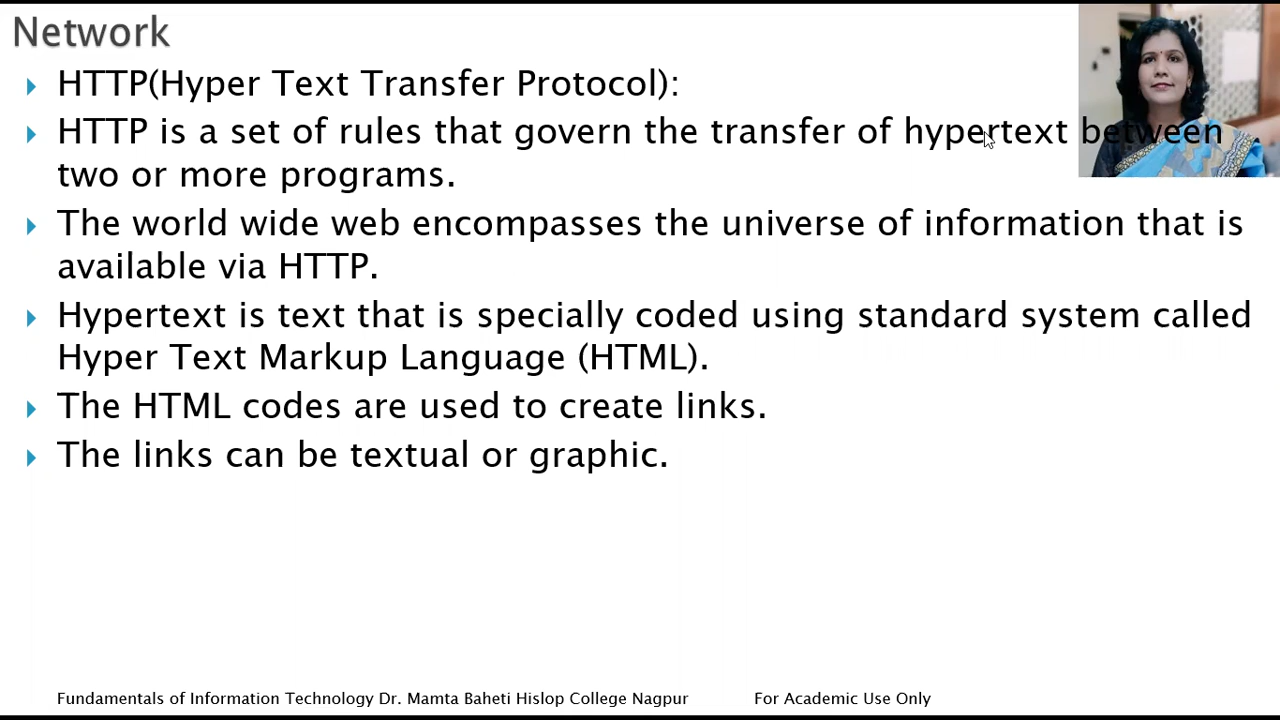 Network
HTTP(Hyper Text Transfer Protocol):
HTTP is a set of rules that govern the transfer of hypertext between
two or more programs.
The world wide web encompasses the universe of information that is
available via HTTP.
Hypertext is text that is specially coded using standard system called
Hyper Text Markup Language (HTML).
The HTML codes are used to create links.
The links can be textual or graphic.
Fundamentals of Information Technology Dr. Mamta Baheti Hislop College Nagpur For Academic Use Only